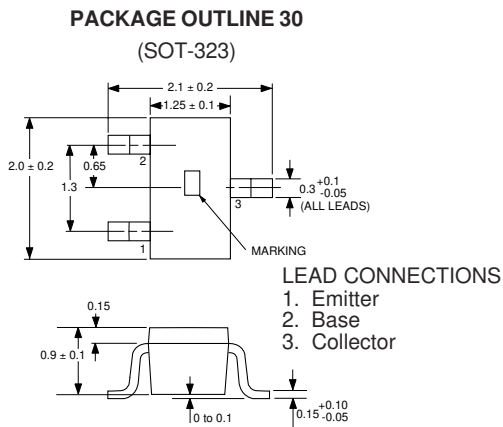 PACKAGE OUTLINE 30
(SOT-323)
2.1 ± 0.2
1.25 ± 0.1
2
2.0 ± 0.2
0.65
1.3
0.3 +0.1 -0.05
(ALL LEADS)
3
1
MARKING
LEAD CONNECTIONS
1. Emitter
2. Base
3. Collector
0.15
0.9 ± 0.1
0 to 0.1
0.15 +0.10 -0.05